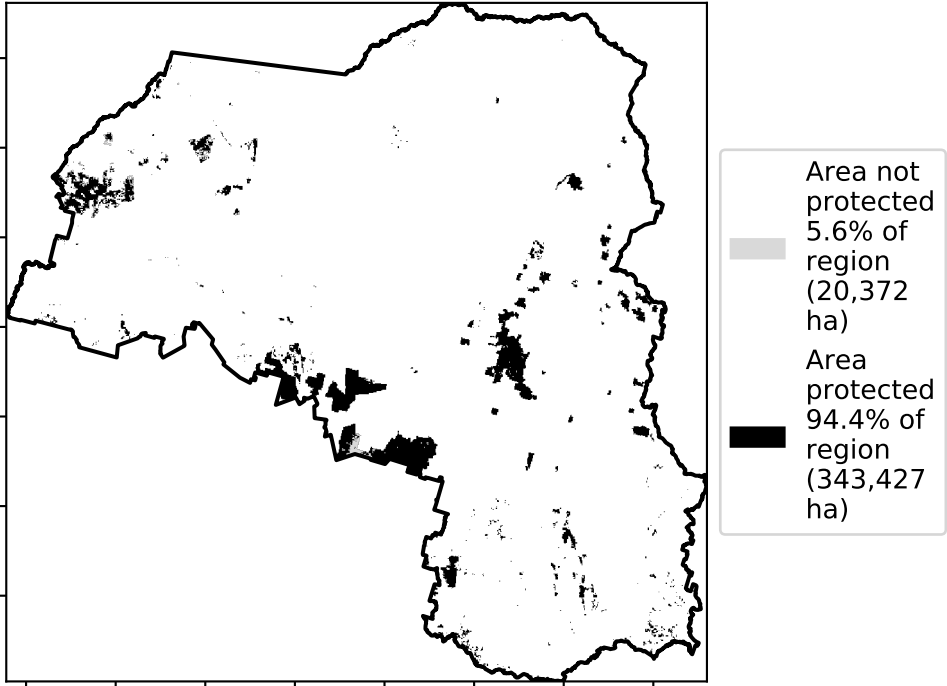 Area not
protected
5.6% of
region
(20,372
ha)
Area
protected
94.4% of
region
(343,427
ha)